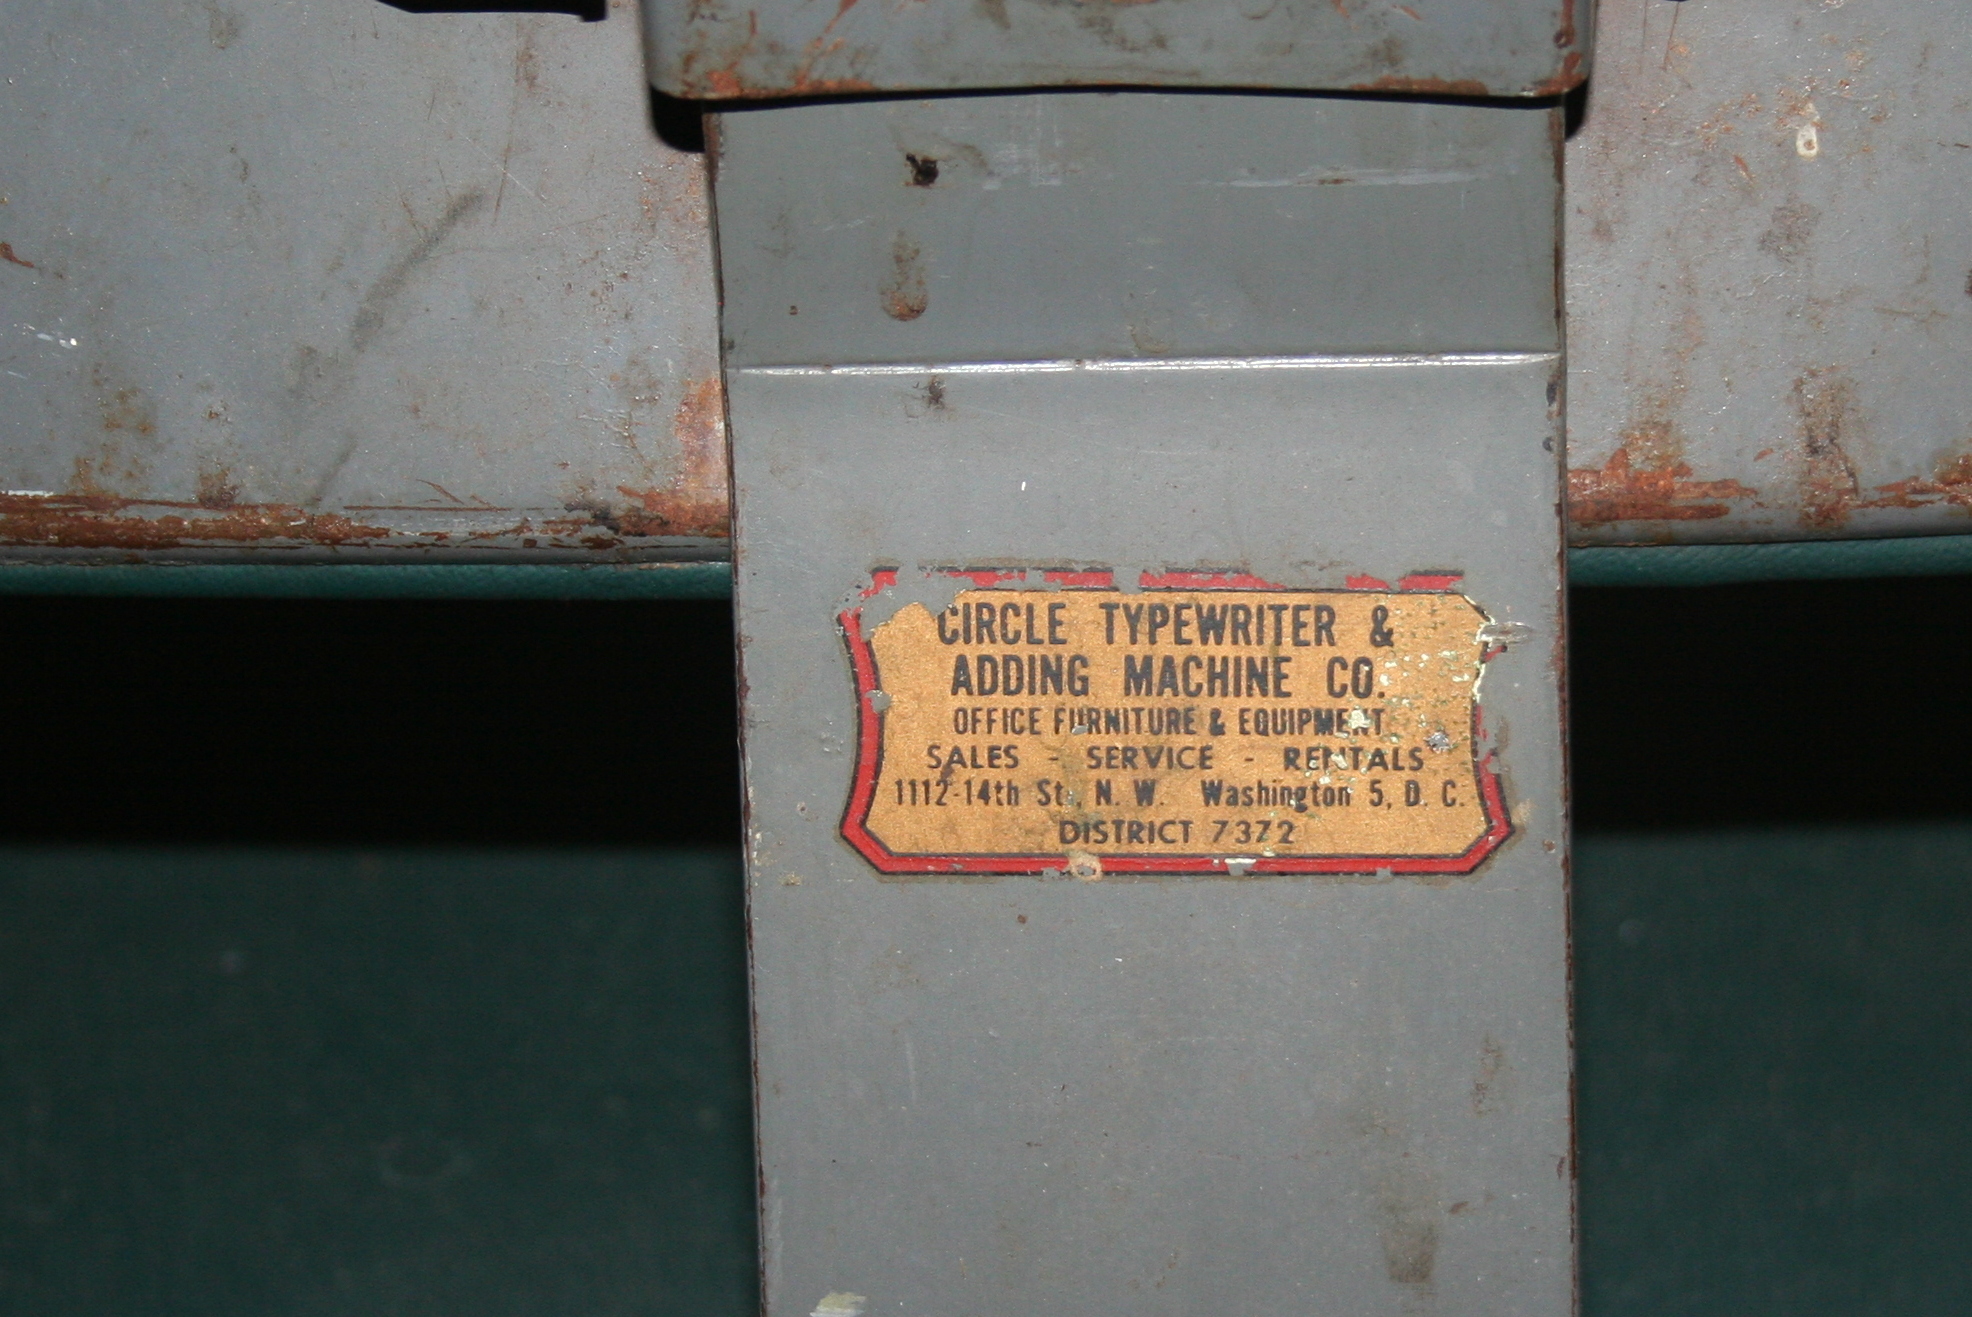 CIRCLE TYPEWRITER &
ADDING MACHINE CO.
OFFICE FURNITURE & EQUIPMENT
SALES - SERVICE - RENTALS
1112-14th St., N. W. Washington 5, D. C.
DISTRICT 7372